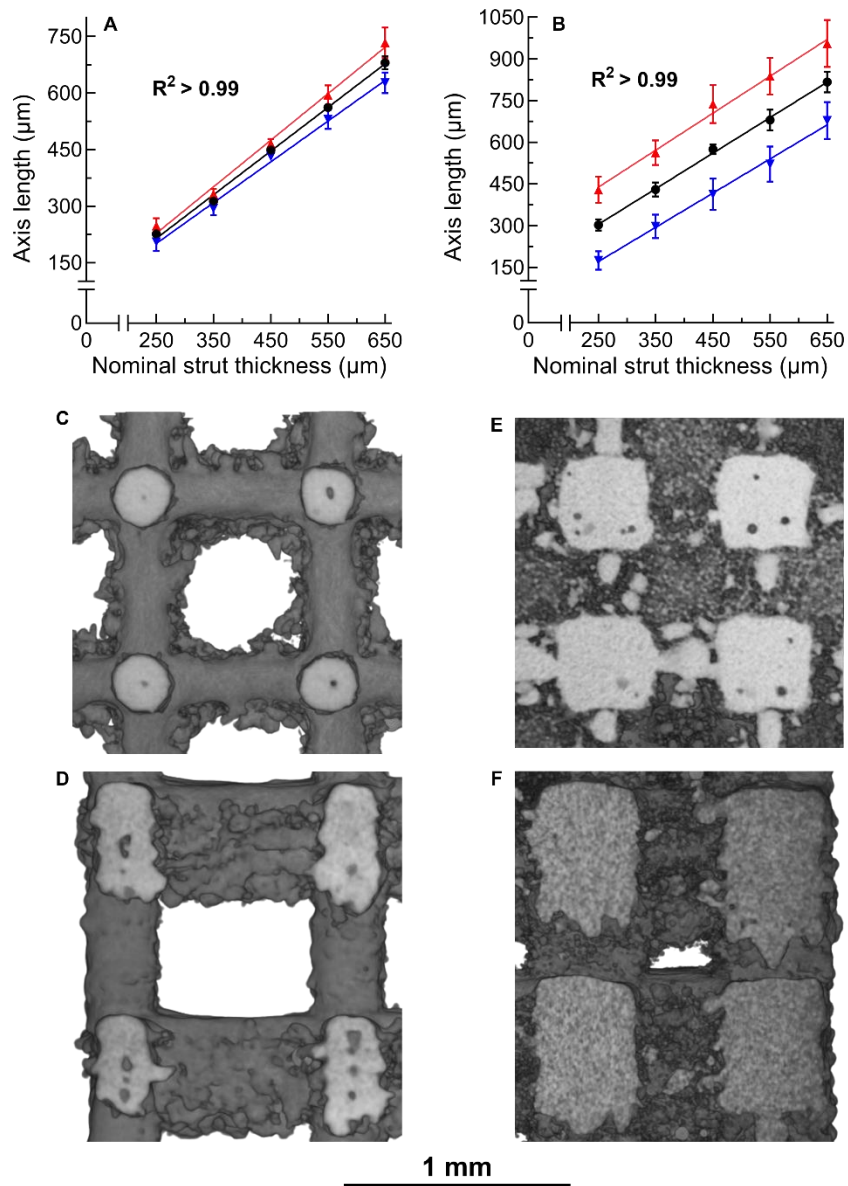 A
B
R² > 0.99
R² > 0.99
Axis length (µm)
750
600
450
300
150
0
0
250
350
450
550
650
Nominal strut thickness (µm)
Axis length (µm)
1050
900
750
600
450
300
150
0
0
250
350
450
550
650
Nominal strut thickness (µm)
C
E
D
F
1 mm